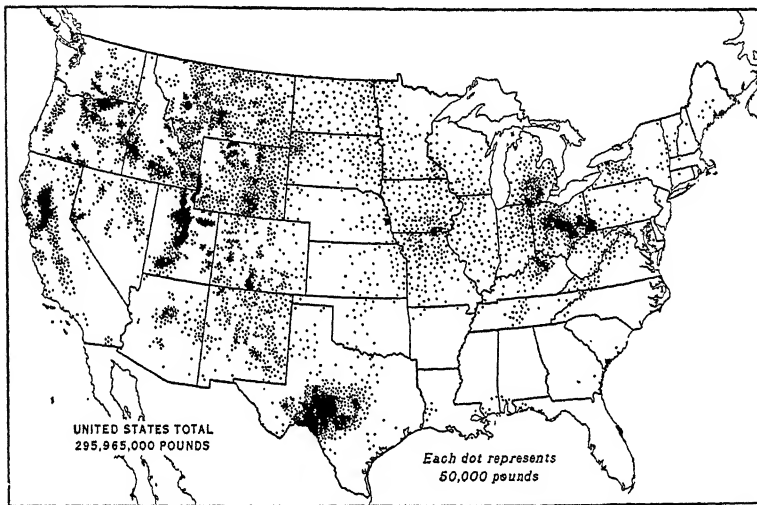 UNITED STATES TOTAL
295,965,000 POUNDS
Each dot represents
50,000 pounds